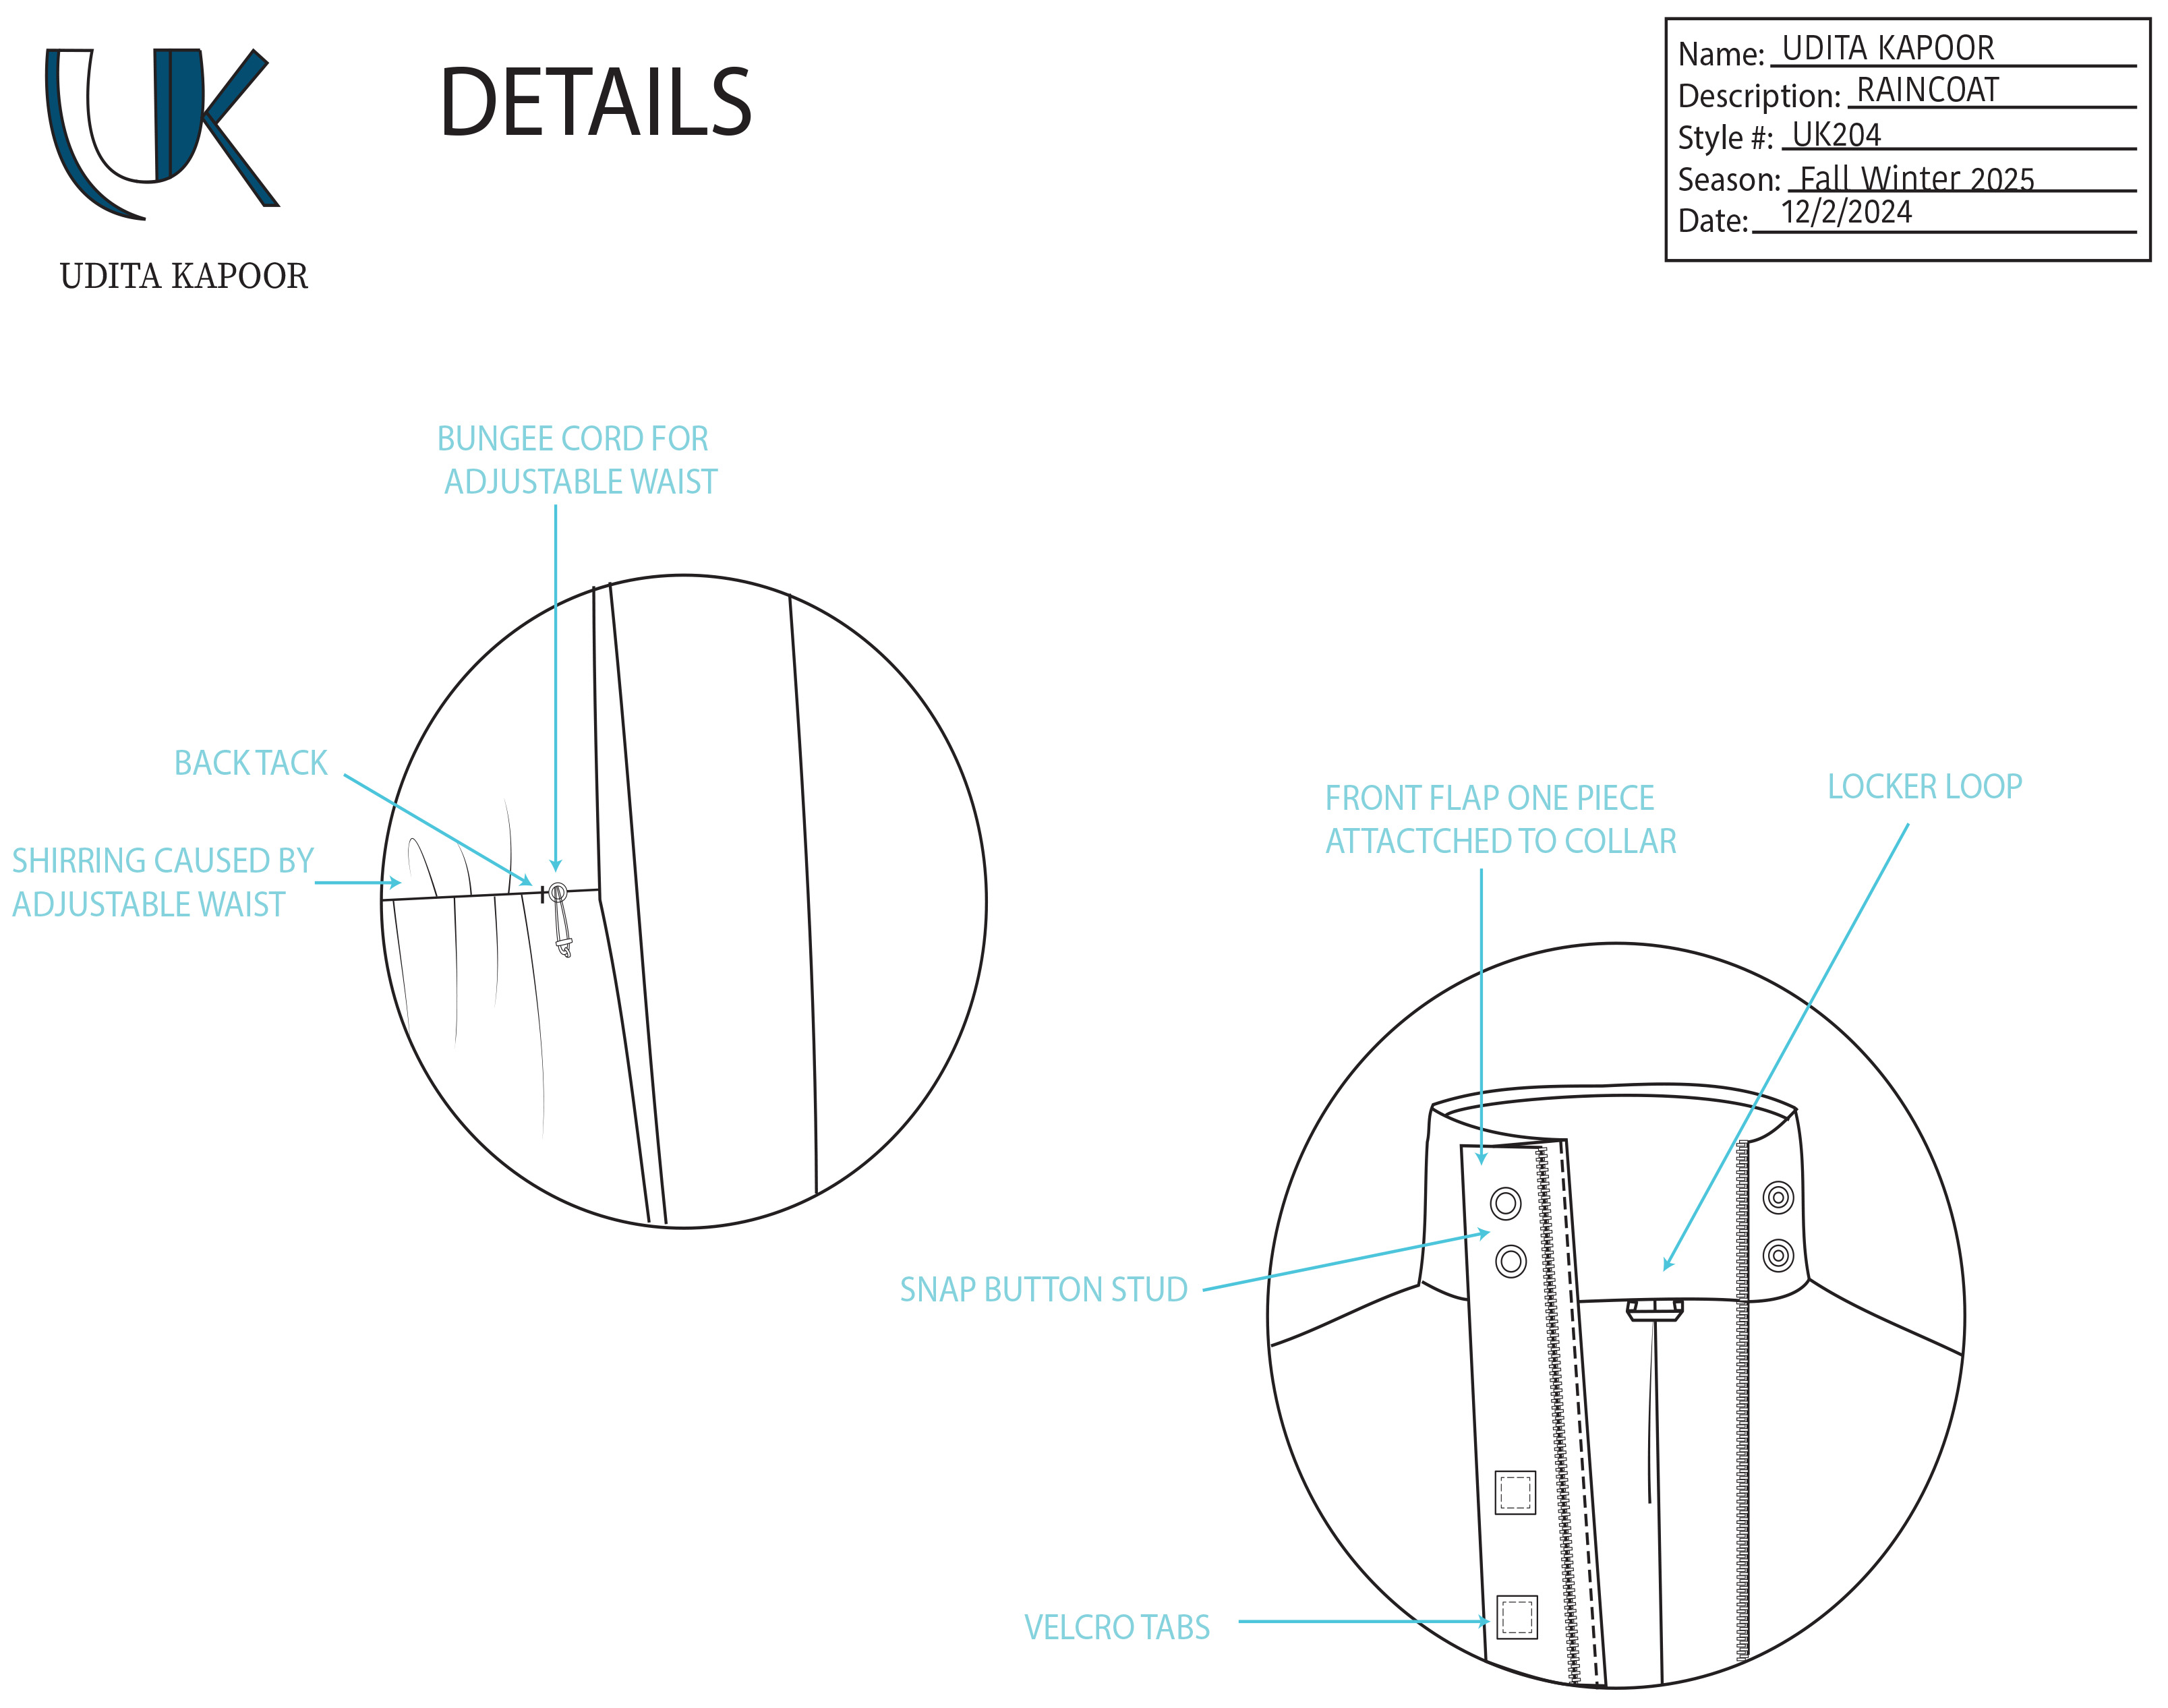 UK
UDITA KAPOOR
DETAILS
Name: UDITA KAPOOR
Description: RAINCOAT
Style #: UK204
Season: Fall Winter 2025
Date: 12/2/2024
BUNGEE CORD FOR
ADJUSTABLE WAIST
BACK TACK
SHIRRING CAUSED BY
ADJUSTABLE WAIST
FRONT FLAP ONE PIECE
ATTACTCHED TO COLLAR
LOCKER LOOP
SNAP BUTTON STUD
VELCRO TABS